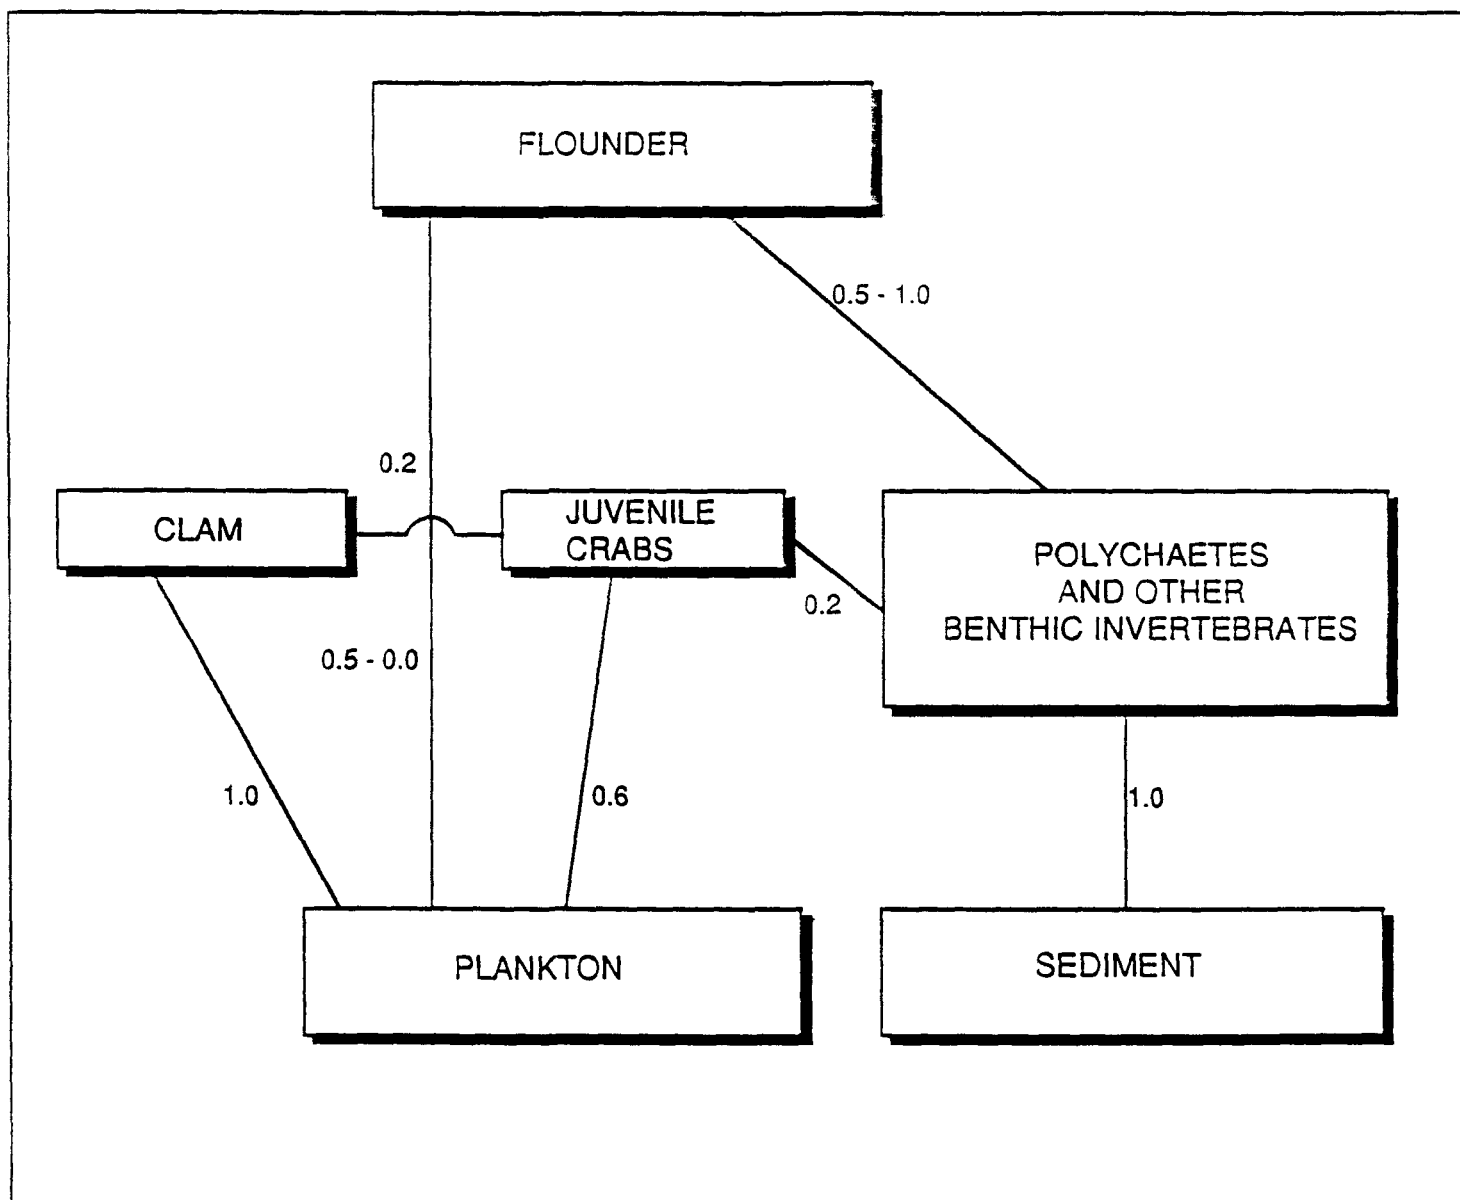 FLOUNDER
0.5 - 1.0
0.2
CLAM
JUVENILE
CRABS
POLYCHAETES
AND OTHER
BENTHIC INVERTEBRATES
0.2
0.5 - 0.0
1.0
0.6
1.0
PLANKTON
SEDIMENT